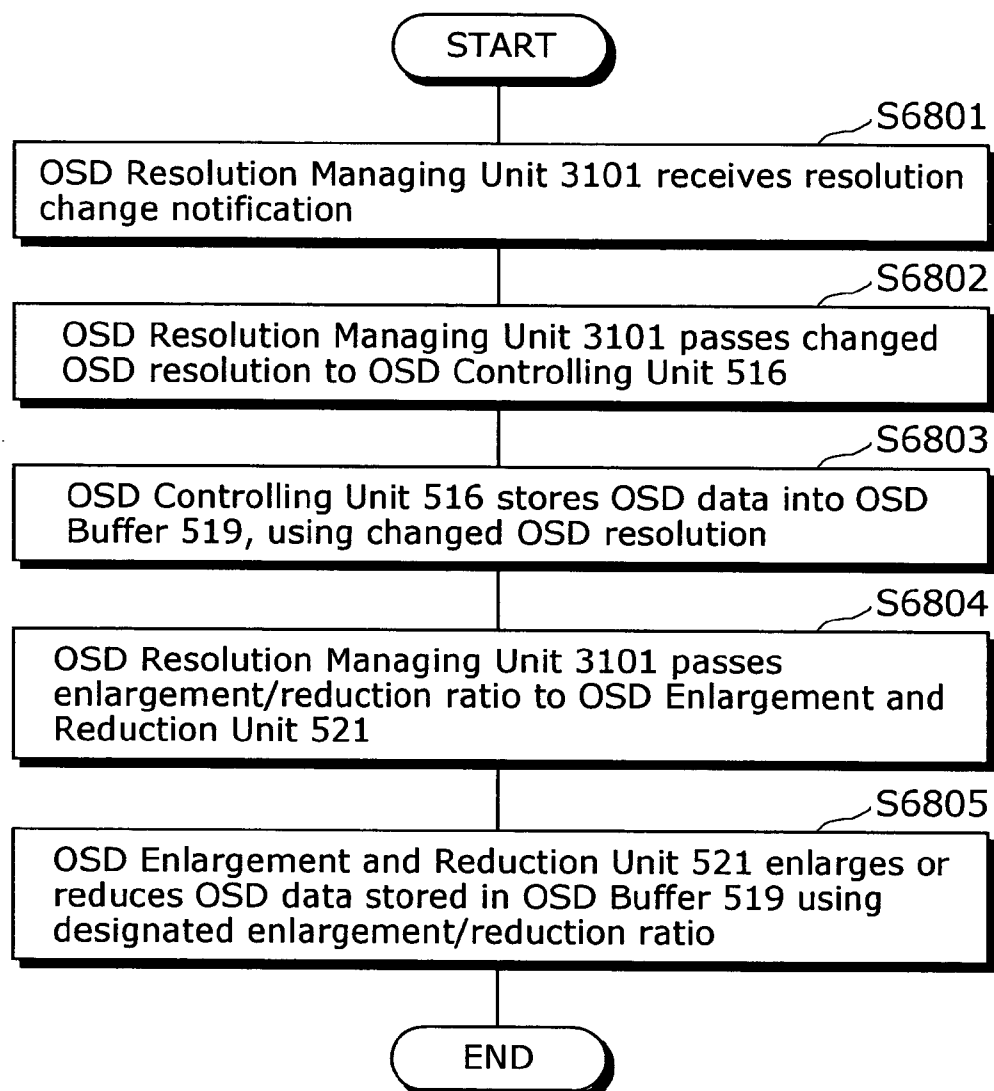 START
S6801
OSD Resolution Managing Unit 3101 receives resolution
change notification
S6802
OSD Resolution Managing Unit 3101 passes changed
OSD resolution to OSD Controlling Unit 516
S6803
OSD Controlling Unit 516 stores OSD data into OSD
Buffer 519, using changed OSD resolution
S6804
OSD Resolution Managing Unit 3101 passes
enlargement/reduction ratio to OSD Enlargement and
Reduction Unit 521
S6805
OSD Enlargement and Reduction Unit 521 enlarges or
reduces OSD data stored in OSD Buffer 519 using
designated enlargement/reduction ratio
END